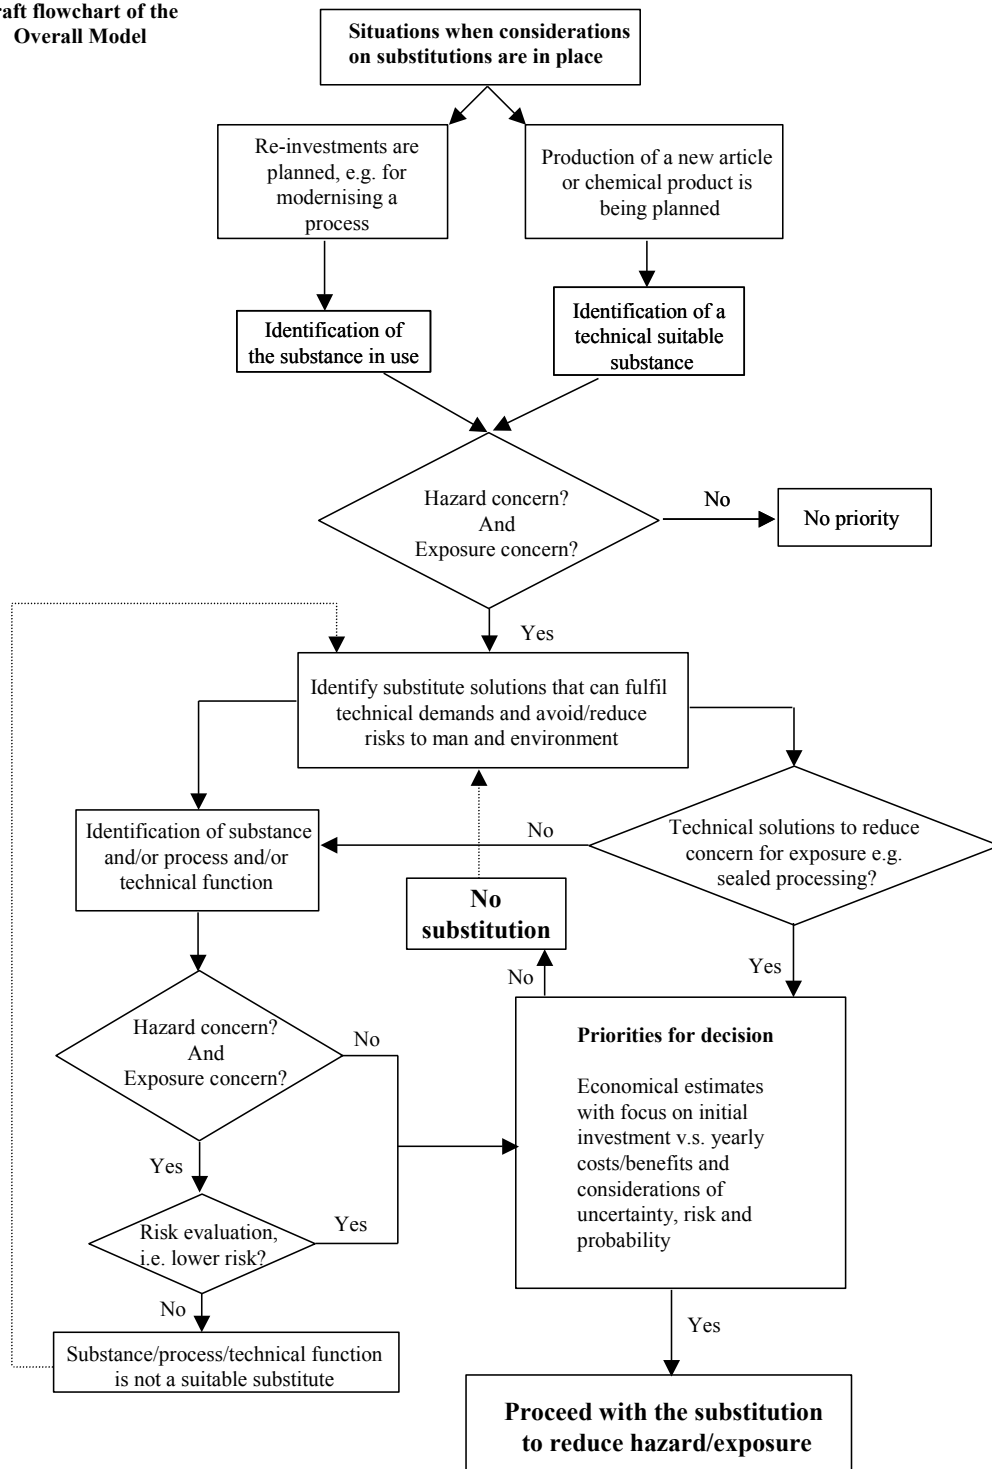 raft flowchart of the
Overall Model
Situations when considerations
on substitutions are in place
Re-investments are
planned, e.g. for
modernising a
process
Production of a new article
or chemical product is
being planned
Identification of
the substance in use
Identification of a
technical suitable
substance
Hazard concern?
And
Exposure concern?
No
No priority
Yes
Identify substitute solutions that can fulfil
technical demands and avoid/reduce
risks to man and environment
Identification of substance
and/or process and/or
technical function
No
Technical solutions to reduce
concern for exposure e.g.
sealed processing?
No
substitution
No
Yes
Hazard concern?
And
Exposure concern?
No
Yes
Priorities for decision
Economical estimates
with focus on initial
investment v.s. yearly
costs/benefits and
considerations of
uncertainty, risk and
probability
Risk evaluation,
i.e. lower risk?
Yes
No
Substance/process/technical function
is not a suitable substitute
Yes
Proceed with the substitution
to reduce hazard/exposure